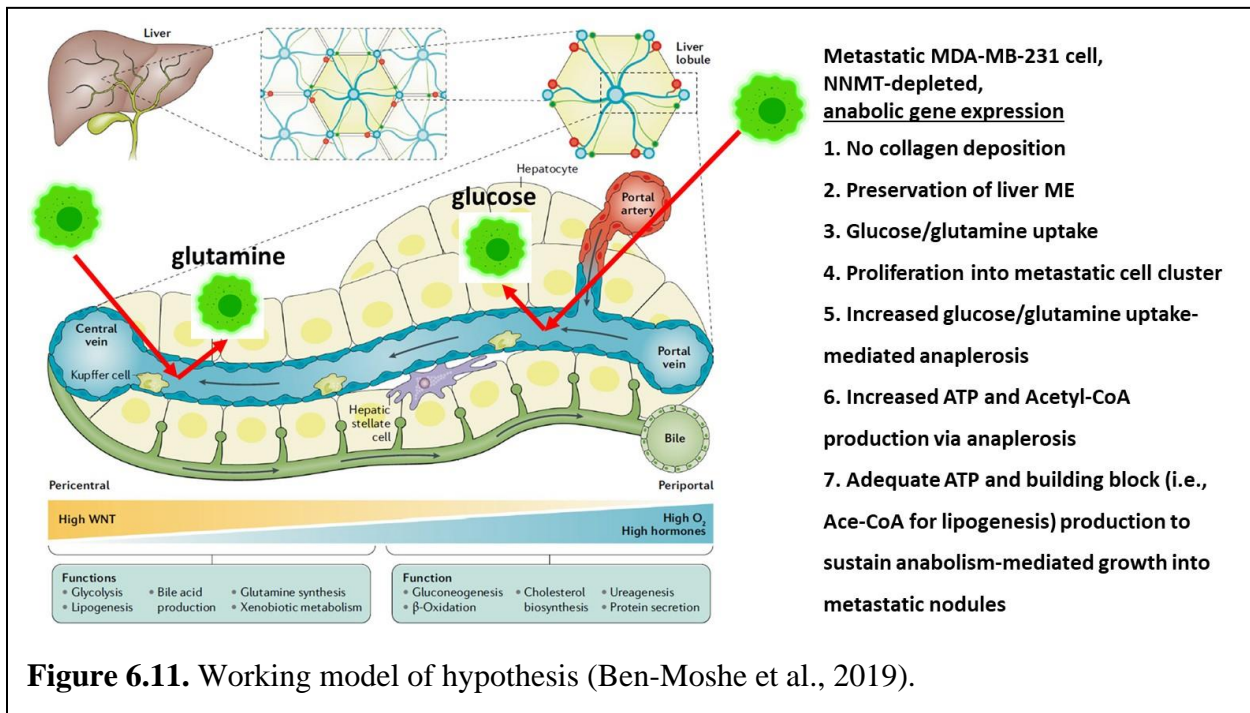 Liver
Liver
lobule
Metastatic MDA-MB-231 cell,
NNMT-depleted,
anabolic gene expression
1. No collagen deposition
2. Preservation of liver ME
3. Glucose/glutamine uptake
4. Proliferation into metastatic cell cluster
5. Increased glucose/glutamine uptake-
mediated anaplerosis
6. Increased ATP and Acetyl-CoA
production via anaplerosis
7. Adequate ATP and building block (i.e.,
Ace-CoA for lipogenesis) production to
sustain anabolism-mediated growth into
metastatic nodules
Hepatocyte
glucose
Portal
artery
glutamine
Central
vein
Kupffer cell
Portal
vein
Hepatic
stellate
cell
Bile
Pericentral
Periportal
High WNT
High O₂
High hormones
Functions
• Glycolysis
• Lipogenesis
• Bile acid
production
• Glutamine synthesis
• Xenobiotic metabolism
Function
• Gluconeogenesis
• β-Oxidation
• Cholesterol
biosynthesis
• Ureagenesis
• Protein secretion
Figure 6.11. Working model of hypothesis (Ben-Moshe et al., 2019).